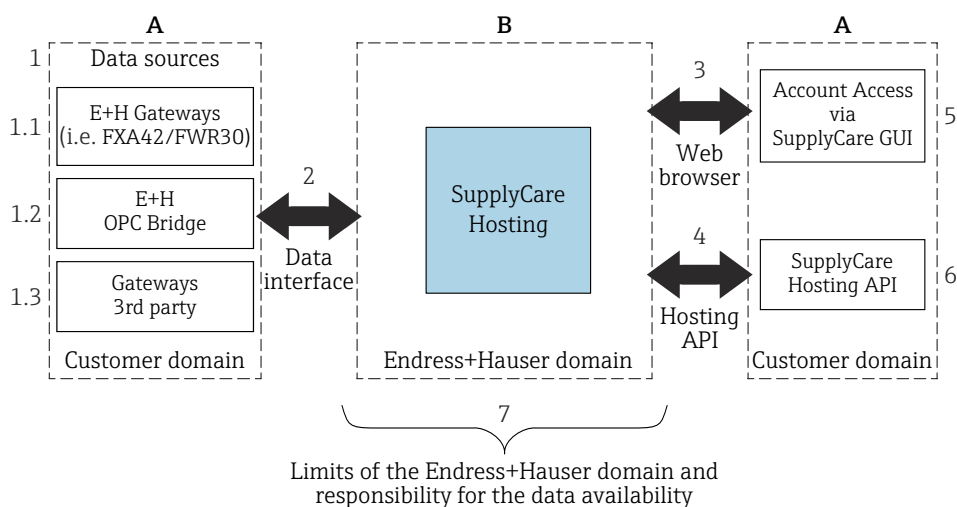 A
B
A
1
Data sources
1.1
E+H Gateways
(i.e. FXA42/FWR30)
1.2
E+H
OPC Bridge
1.3
Gateways
3rd party
Customer domain
2
Data
interface
SupplyCare
Hosting
Endress+Hauser domain
3
Web
browser
4
Hosting
API
Account Access
via
SupplyCare GUI
5
SupplyCare
Hosting API
6
Customer domain
7
Limits of the Endress+Hauser domain and
responsibility for the data availability